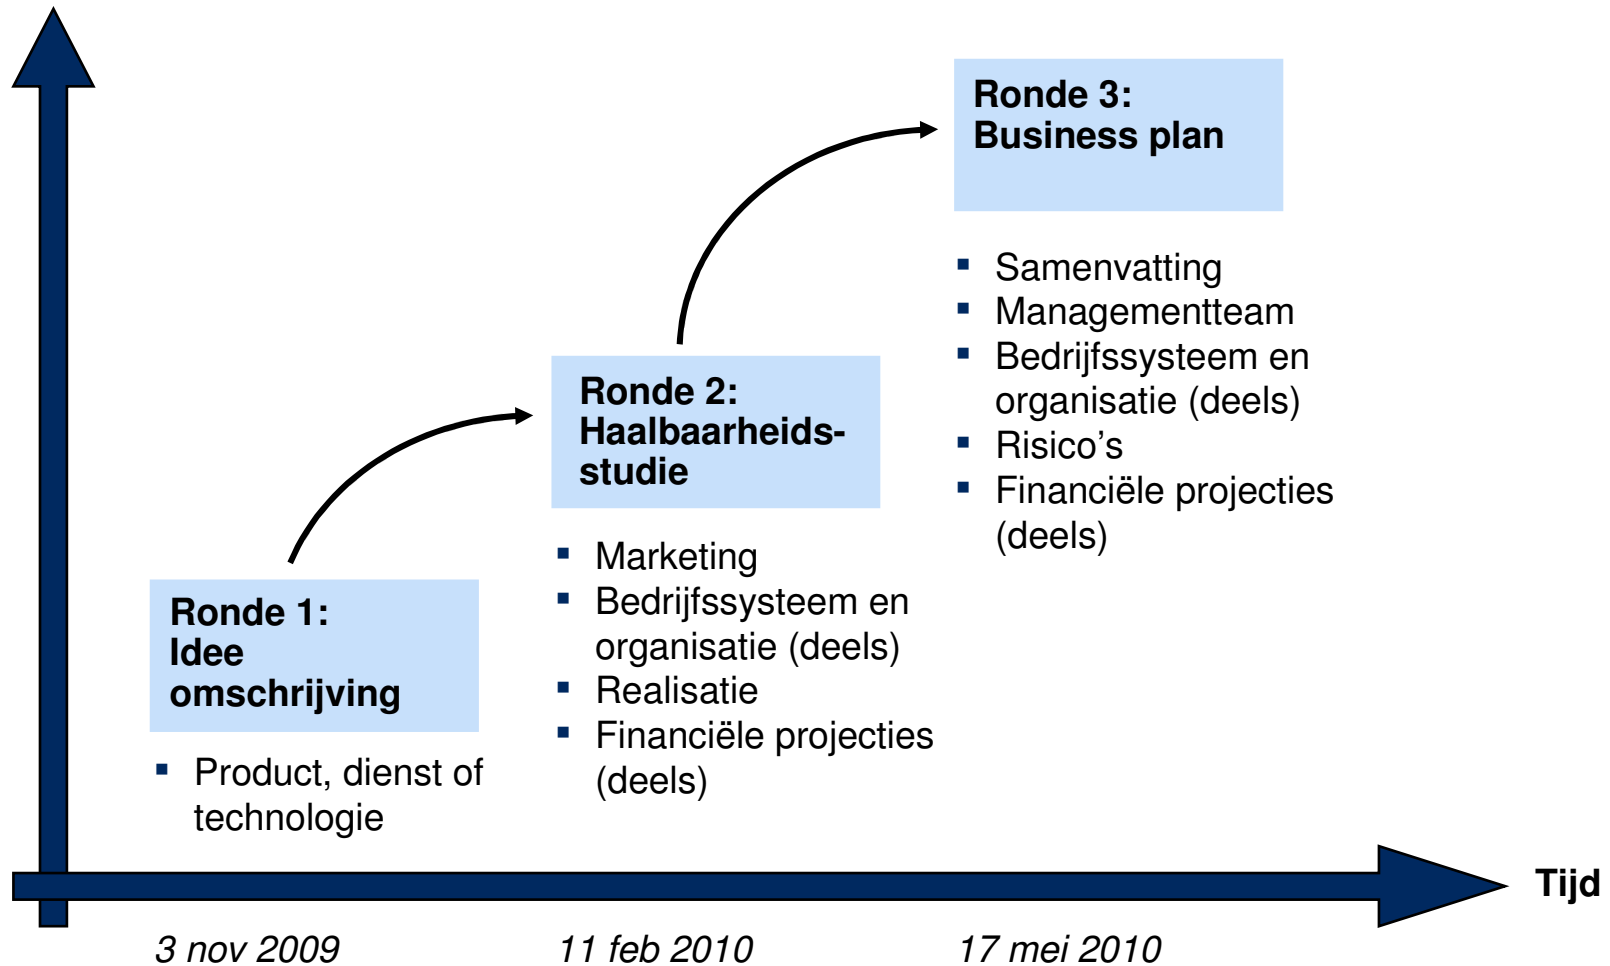 Ronde 1:
Idee
omschrijving
▪ Product, dienst of
technologie
Ronde 2:
Haalbaarheids-
studie
▪ Marketing
▪ Bedrijfssysteem en
organisatie (deels)
▪ Realisatie
▪ Financiële projecties
(deels)
Ronde 3:
Business plan
▪ Samenvatting
▪ Managementteam
▪ Bedrijfssysteem en
organisatie (deels)
▪ Risico’s
▪ Financiële projecties
(deels)
Tijd
3 nov 2009
11 feb 2010
17 mei 2010